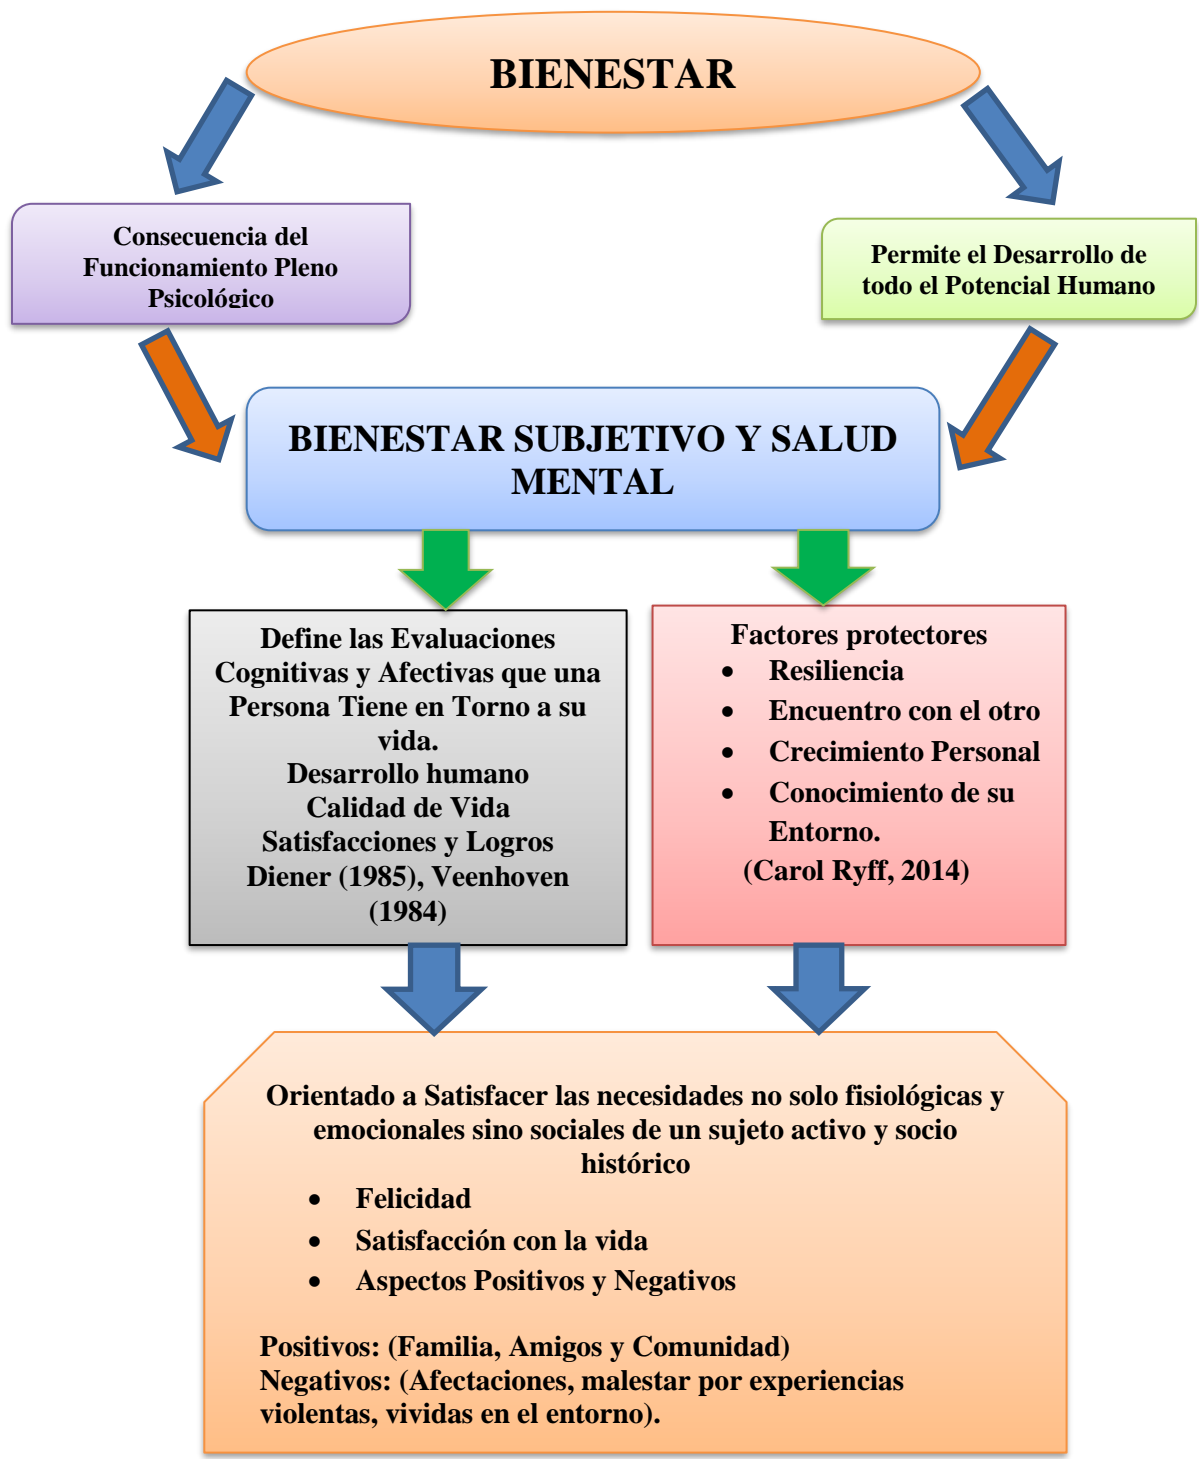 BIENESTAR
Consecuencia del
Funcionamiento Pleno
Psicológico
Permite el Desarrollo de
todo el Potencial Humano
BIENESTAR SUBJETIVO Y SALUD
MENTAL
Define las Evaluaciones
Cognitivas y Afectivas que una
Persona Tiene en Torno a su
vida.
Desarrollo humano
Calidad de Vida
Satisfacciones y Logros
Diener (1985), Veenhoven
(1984)
Factores protectores
• Resiliencia
• Encuentro con el otro
• Crecimiento Personal
• Conocimiento de su
Entorno.
(Carol Ryff, 2014)
Orientado a Satisfacer las necesidades no solo fisiológicas y
emocionales sino sociales de un sujeto activo y socio
histórico
• Felicidad
• Satisfacción con la vida
• Aspectos Positivos y Negativos
Positivos: (Familia, Amigos y Comunidad)
Negativos: (Afectaciones, malestar por experiencias
violentas, vividas en el entorno).